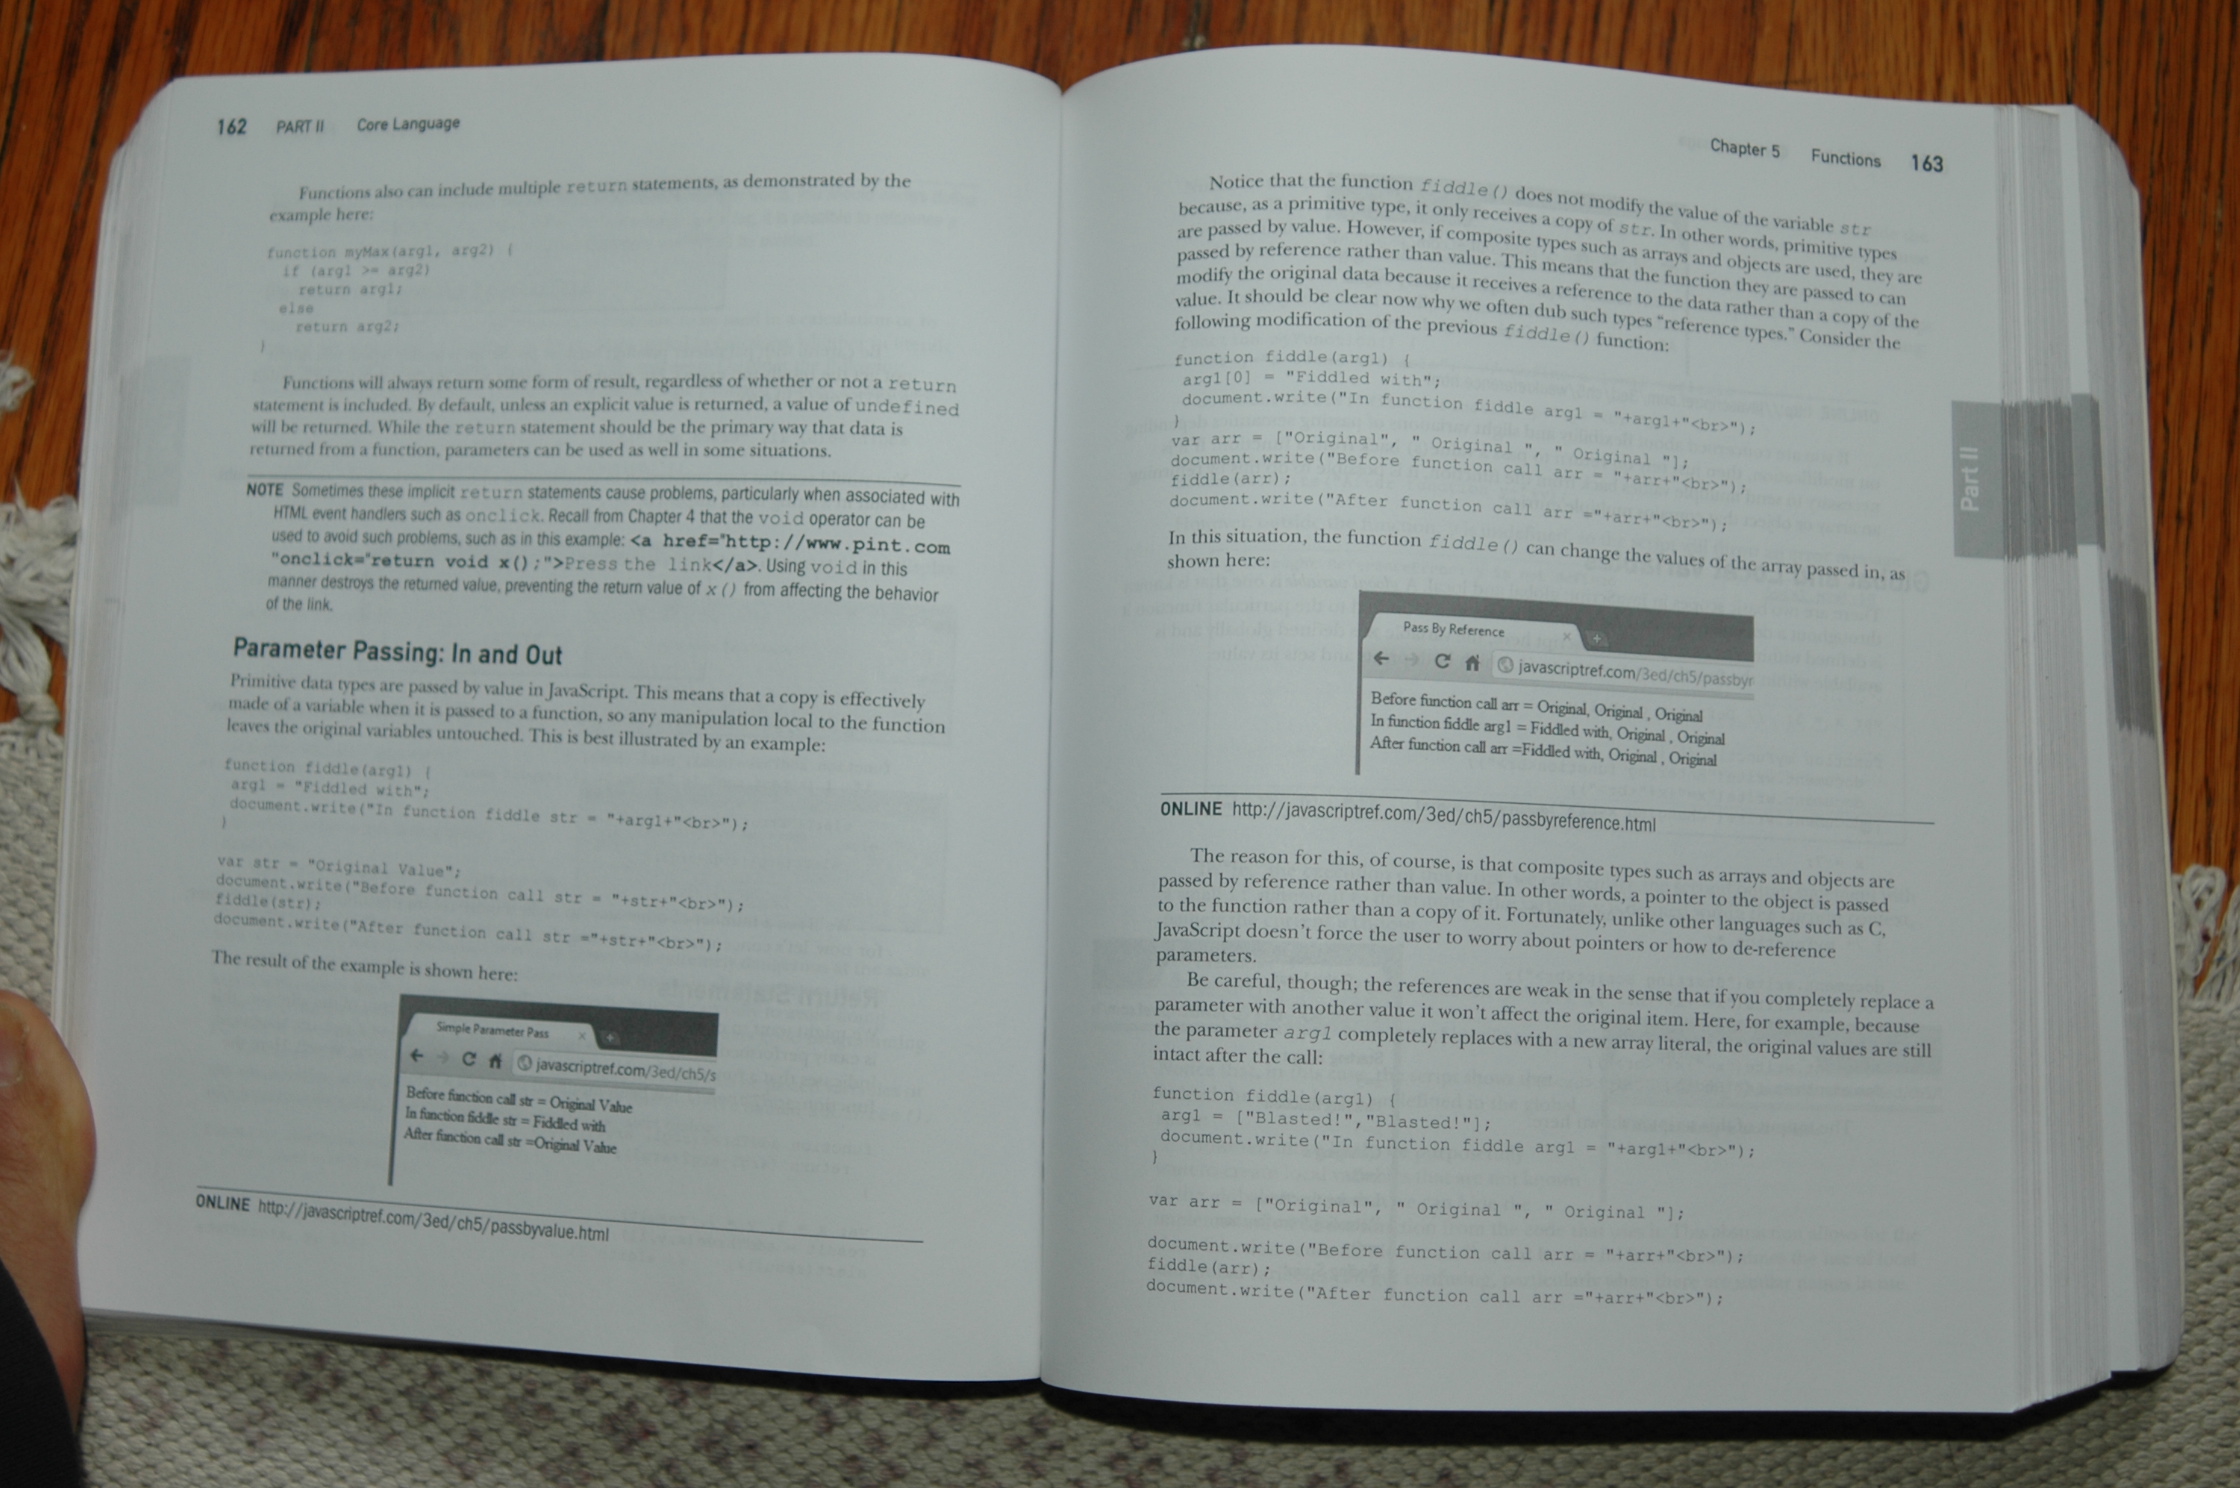 162 PART II Core Language
Functions also can include multiple return statements, as demonstrated by the
example here:
function myMax(arg1, arg2) {
if (arg1 >= arg2)
return arg1;
else
return arg2;
}
Functions will always return some form of result, regardless of whether or not a return
statement is included. By default, unless an explicit value is returned, a value of undefined
will be returned. While the return statement should be the primary way that data is
returned from a function, parameters can be used as well in some situations.
NOTE Sometimes these implicit return statements cause problems, particularly when associated with
HTML event handlers such as onclick. Recall from Chapter 4 that the void operator can be
used to avoid such problems, such as in this example: <a href="http://www.pint.com
"onclick="return void x();">Press the link</a>. Using void in this
manner destroys the returned value, preventing the return value of x() from affecting the behavior
of the link.
Parameter Passing: In and Out
Primitive data types are passed by value in JavaScript. This means that a copy is effectively
made of a variable when it is passed to a function, so any manipulation local to the function
leaves the original variables untouched. This is best illustrated by an example:
function fiddle(arg1) {
arg1 = "Fiddled with";
document.write("In function fiddle str = "+arg1+"<br>");
}
var str = "Original Value";
document.write("Before function call str = "+str+"<br>");
fiddle(str);
document.write("After function call str ="+str+"<br>");
The result of the example is shown here:
Simple Parameter Pass x +
javascriptref.com/3ed/ch5/s
Before function call str = Original Value
In function fiddle str = Fiddled with
After function call str =Original Value
ONLINE http://javascriptref.com/3ed/ch5/passbyvalue.html
Chapter 5 Functions 163
Notice that the function fiddle() does not modify the value of the variable str
because, as a primitive type, it only receives a copy of str. In other words, primitive types
are passed by value. However, if composite types such as arrays and objects are used, they are
passed by reference rather than value. This means that the function they are passed to can
modify the original data because it receives a reference to the data rather than a copy of the
value. It should be clear now why we often dub such types "reference types." Consider the
following modification of the previous fiddle() function:
function fiddle(arg1) {
arg1[0] = "Fiddled with";
document.write("In function fiddle arg1 = "+arg1+"<br>");
}
var arr = ["Original", " Original ", " Original "];
document.write("Before function call arr = "+arr+"<br>");
fiddle(arr);
document.write("After function call arr ="+arr+"<br>");
In this situation, the function fiddle() can change the values of the array passed in, as
shown here:
Pass By Reference x +
javascriptref.com/3ed/ch5/passbyr
Before function call arr = Original, Original , Original
In function fiddle arg1 = Fiddled with, Original , Original
After function call arr =Fiddled with, Original , Original
ONLINE http://javascriptref.com/3ed/ch5/passbyreference.html
The reason for this, of course, is that composite types such as arrays and objects are
passed by reference rather than value. In other words, a pointer to the object is passed
to the function rather than a copy of it. Fortunately, unlike other languages such as C,
JavaScript doesn't force the user to worry about pointers or how to de-reference
parameters.
Be careful, though; the references are weak in the sense that if you completely replace a
parameter with another value it won't affect the original item. Here, for example, because
the parameter arg1 completely replaces with a new array literal, the original values are still
intact after the call:
function fiddle(arg1) {
arg1 = ["Blasted!","Blasted!"];
document.write("In function fiddle arg1 = "+arg1+"<br>");
}
var arr = ["Original", " Original ", " Original "];
document.write("Before function call arr = "+arr+"<br>");
fiddle(arr);
document.write("After function call arr ="+arr+"<br>");
Part II